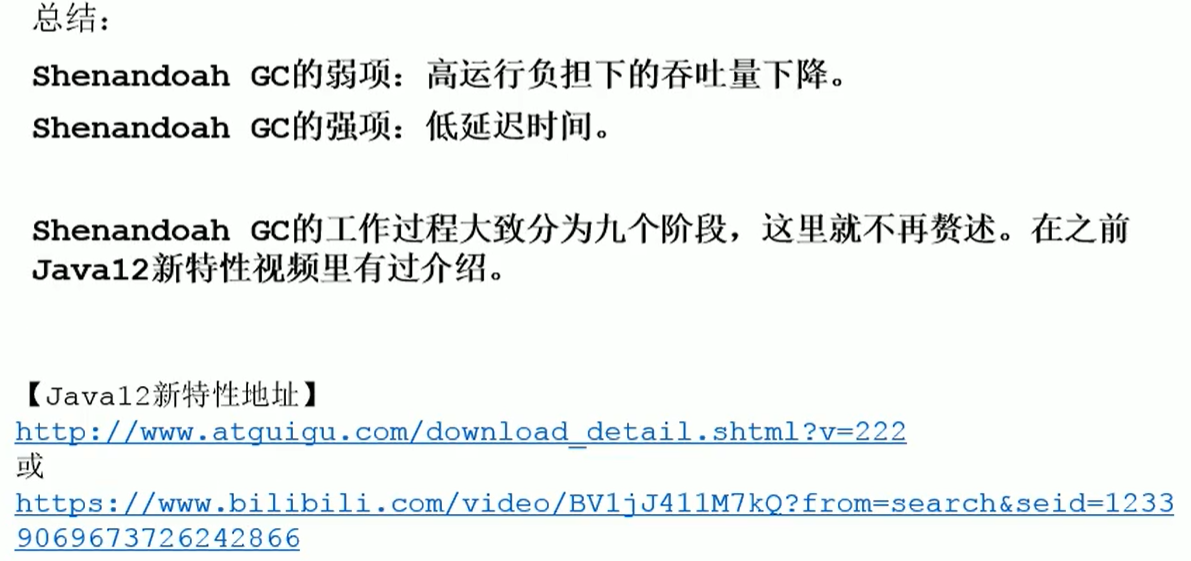 总结：
Shenandoah GC的弱项：高运行负担下的吞吐量下降。
Shenandoah GC的强项：低延迟时间。
Shenandoah GC的工作过程大致分为九个阶段，这里就不再赘述。在之前
Java12新特性视频里有过介绍。
【Java12新特性地址】
http://www.atguigu.com/download_detail.shtml?v=222
或
https://www.bilibili.com/video/BV1jJ411M7kQ?from=search&seid=1233
9069673726242866